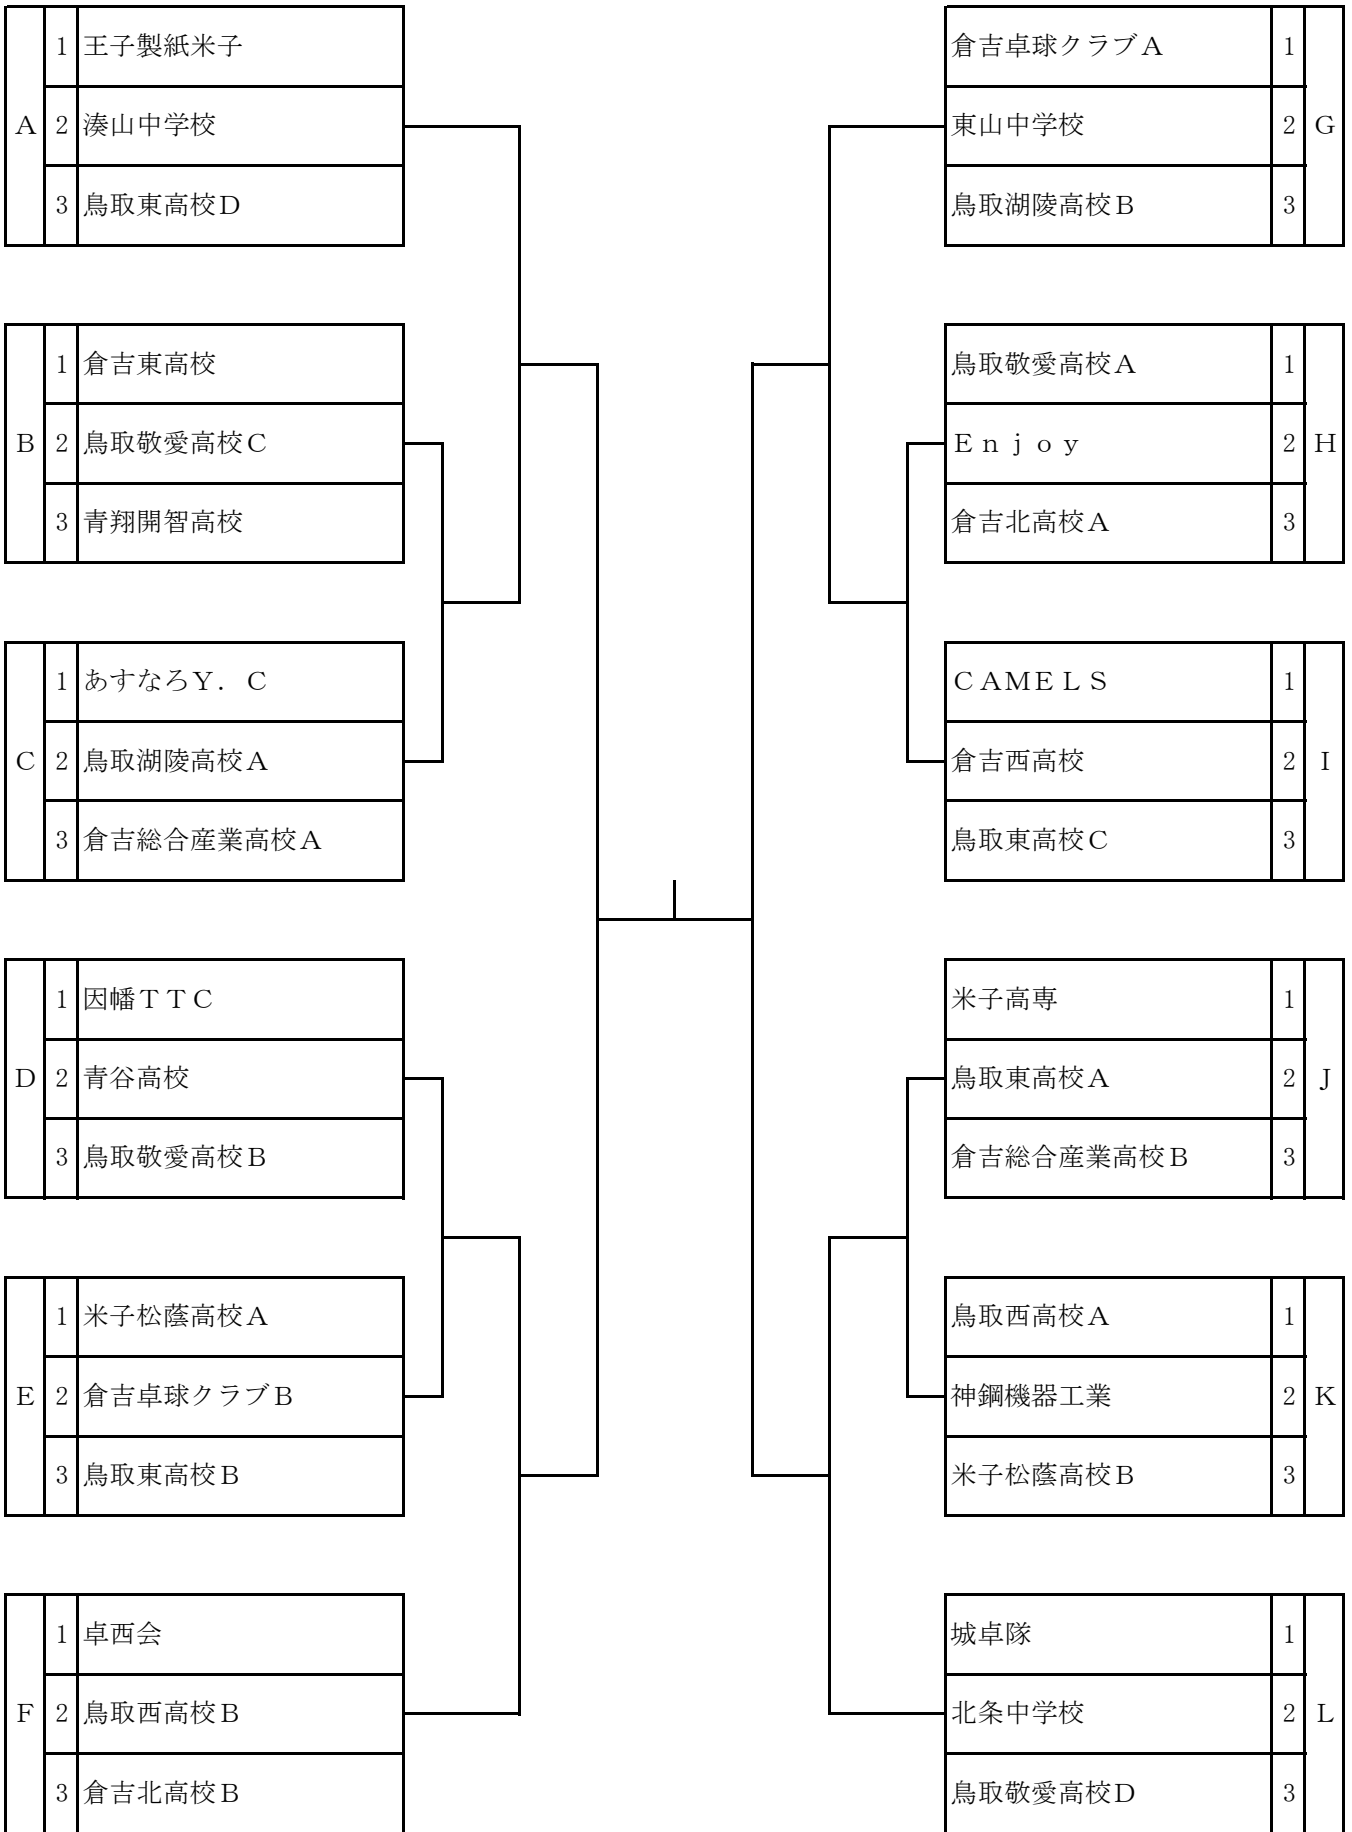 A
1 王子製紙米子
2 湊山中学校
3 鳥取東高校D
B
1 倉吉東高校
2 鳥取敬愛高校C
3 青翔開智高校
C
1 あすなろY．C
2 鳥取湖陵高校A
3 倉吉総合産業高校A
D
1 因幡TTC
2 青谷高校
3 鳥取敬愛高校B
E
1 米子松蔭高校A
2 倉吉卓球クラブB
3 鳥取東高校B
F
1 卓西会
2 鳥取西高校B
3 倉吉北高校B
倉吉卓球クラブA 1
東山中学校 2
鳥取湖陵高校B 3
G
鳥取敬愛高校A 1
Enjoy 2
倉吉北高校A 3
H
CAMELS 1
倉吉西高校 2
鳥取東高校C 3
I
米子高専 1
鳥取東高校A 2
倉吉総合産業高校B 3
J
鳥取西高校A 1
神鋼機器工業 2
米子松蔭高校B 3
K
城卓隊 1
北条中学校 2
鳥取敬愛高校D 3
L